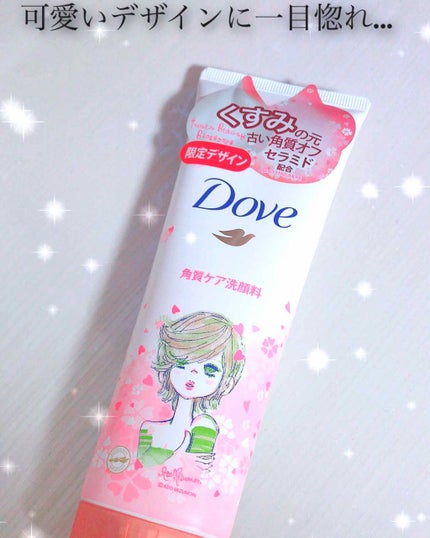 可愛いデザインに一目惚れ...
くすみの元
古い角質オフ
セラミド
配合
限定デザイン
Dove
角質ケア洗顔料